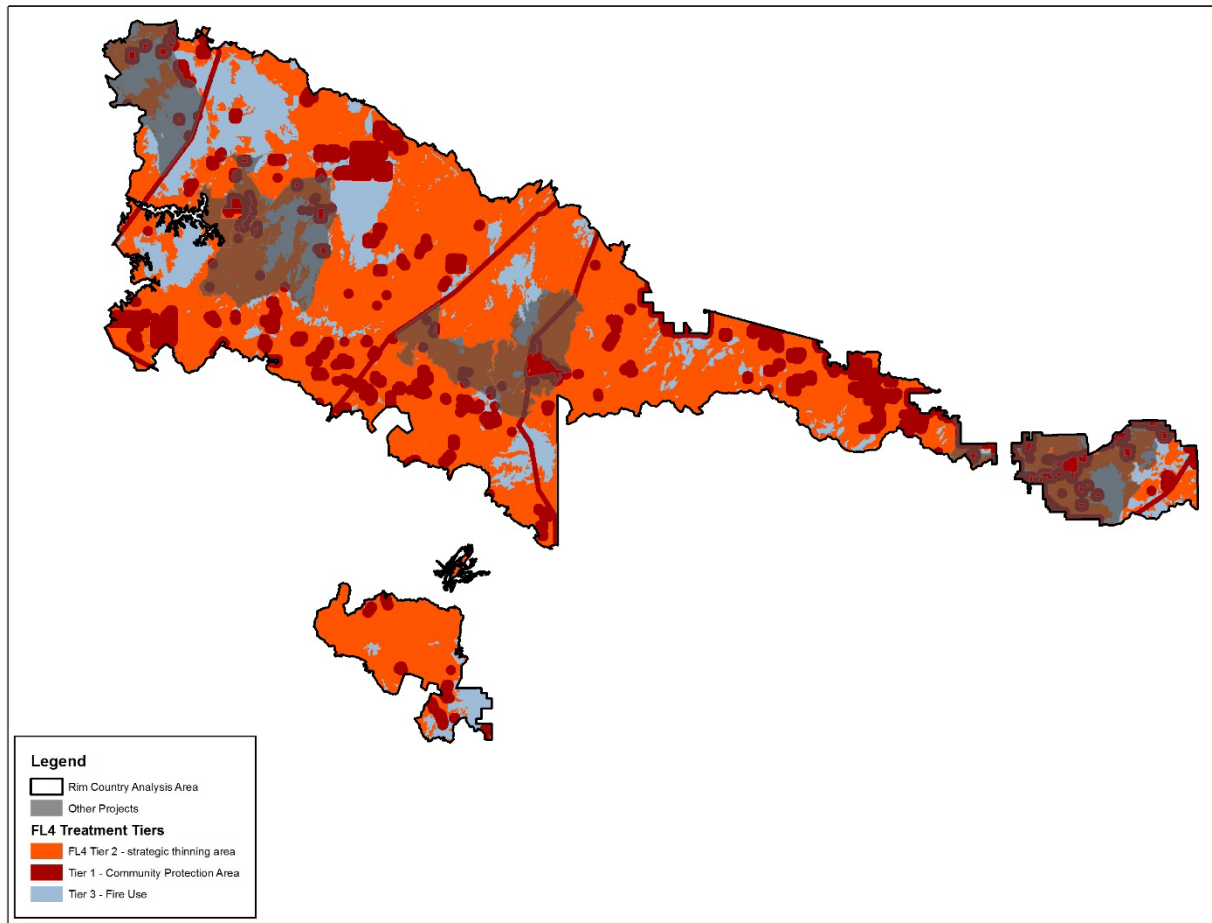 Legend
Rim Country Analysis Area
Other Projects
FL4 Treatment Tiers
FL4 Tier 2 - strategic thinning area
Tier 1 - Community Protection Area
Tier 3 - Fire Use